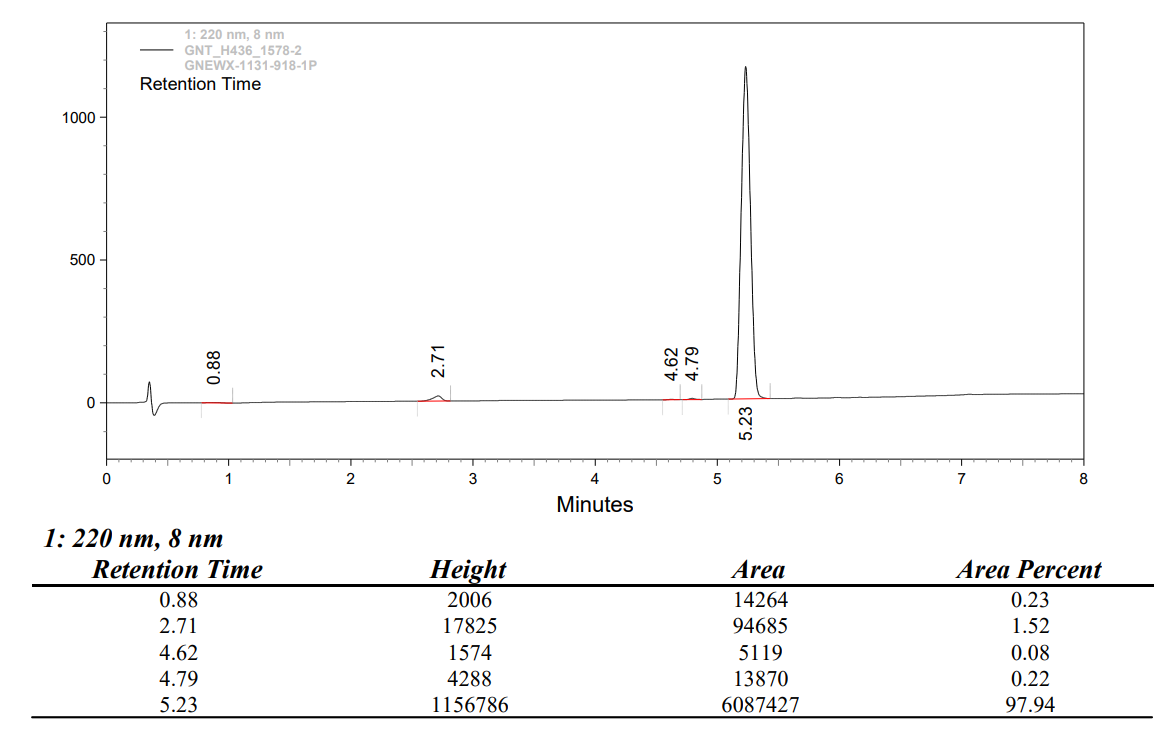 1: 220 nm, 8 nm
GNT_H436_1578-2
GNEWX-1131-918-1P
Retention Time
1000
500
0
0.88
2.71
4.62
4.79
5.23
0 1 2 3 4 5 6 7 8
Minutes
1: 220 nm, 8 nm
Retention Time Height Area Area Percent
0.88 2006 14264 0.23
2.71 17825 94685 1.52
4.62 1574 5119 0.08
4.79 4288 13870 0.22
5.23 1156786 6087427 97.94